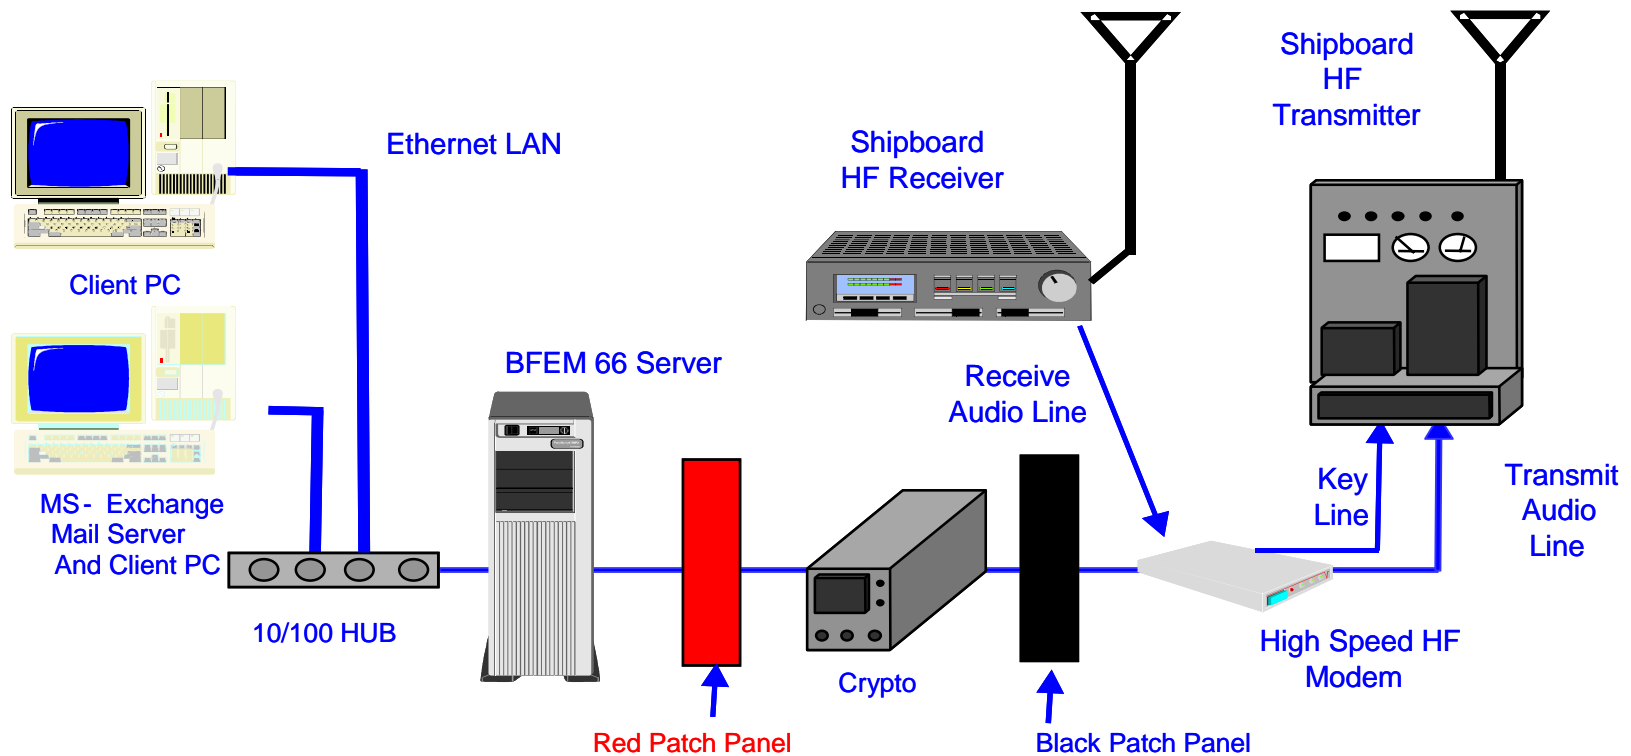 Shipboard
HF
Transmitter
Ethernet LAN
Shipboard
HF Receiver
Client PC
BFEM 66 Server
Receive
Audio Line
Key
Line
Transmit
Audio
Line
MS- Exchange
Mail Server
And Client PC
10/100 HUB
Crypto
High Speed HF
Modem
Red Patch Panel
Black Patch Panel